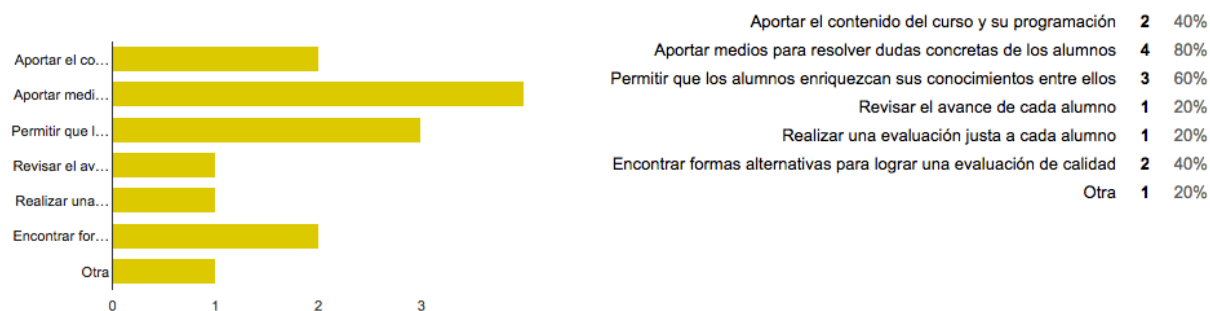 Aportar el co...
Aportar medi...
Permitir que l...
Revisar el av...
Realizar una...
Encontrar for...
Otra
0 1 2 3
Aportar el contenido del curso y su programación 2 40%
Aportar medios para resolver dudas concretas de los alumnos 4 80%
Permitir que los alumnos enriquezcan sus conocimientos entre ellos 3 60%
Revisar el avance de cada alumno 1 20%
Realizar una evaluación justa a cada alumno 1 20%
Encontrar formas alternativas para lograr una evaluación de calidad 2 40%
Otra 1 20%